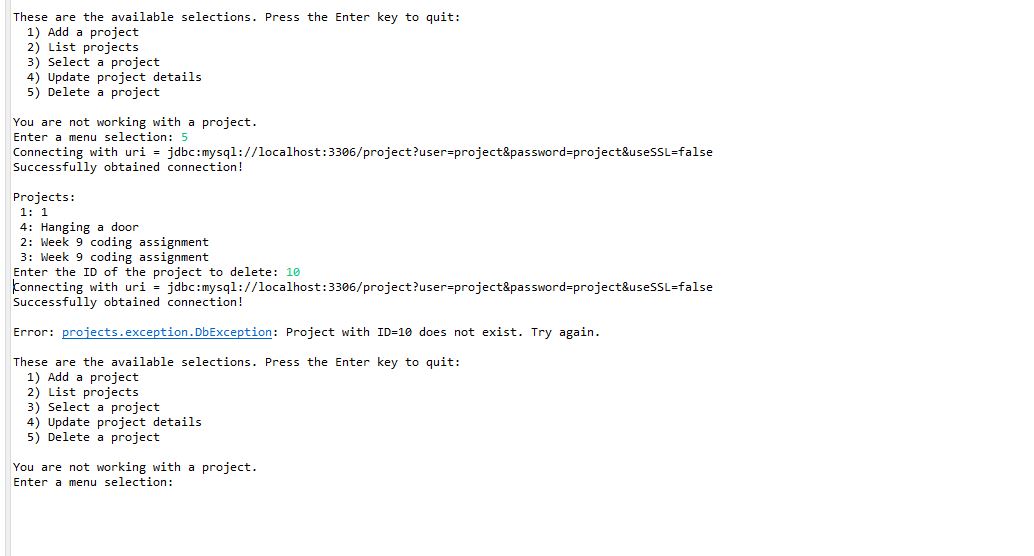 These are the available selections. Press the Enter key to quit:
  1) Add a project
  2) List projects
  3) Select a project
  4) Update project details
  5) Delete a project

You are not working with a project.
Enter a menu selection: 5
Connecting with uri = jdbc:mysql://localhost:3306/project?user=project&password=project&useSSL=false
Successfully obtained connection!

Projects:
 1: 1
 4: Hanging a door
 2: Week 9 coding assignment
 3: Week 9 coding assignment
Enter the ID of the project to delete: 10
Connecting with uri = jdbc:mysql://localhost:3306/project?user=project&password=project&useSSL=false
Successfully obtained connection!

Error: projects.exception.DbException: Project with ID=10 does not exist. Try again.

These are the available selections. Press the Enter key to quit:
  1) Add a project
  2) List projects
  3) Select a project
  4) Update project details
  5) Delete a project

You are not working with a project.
Enter a menu selection: